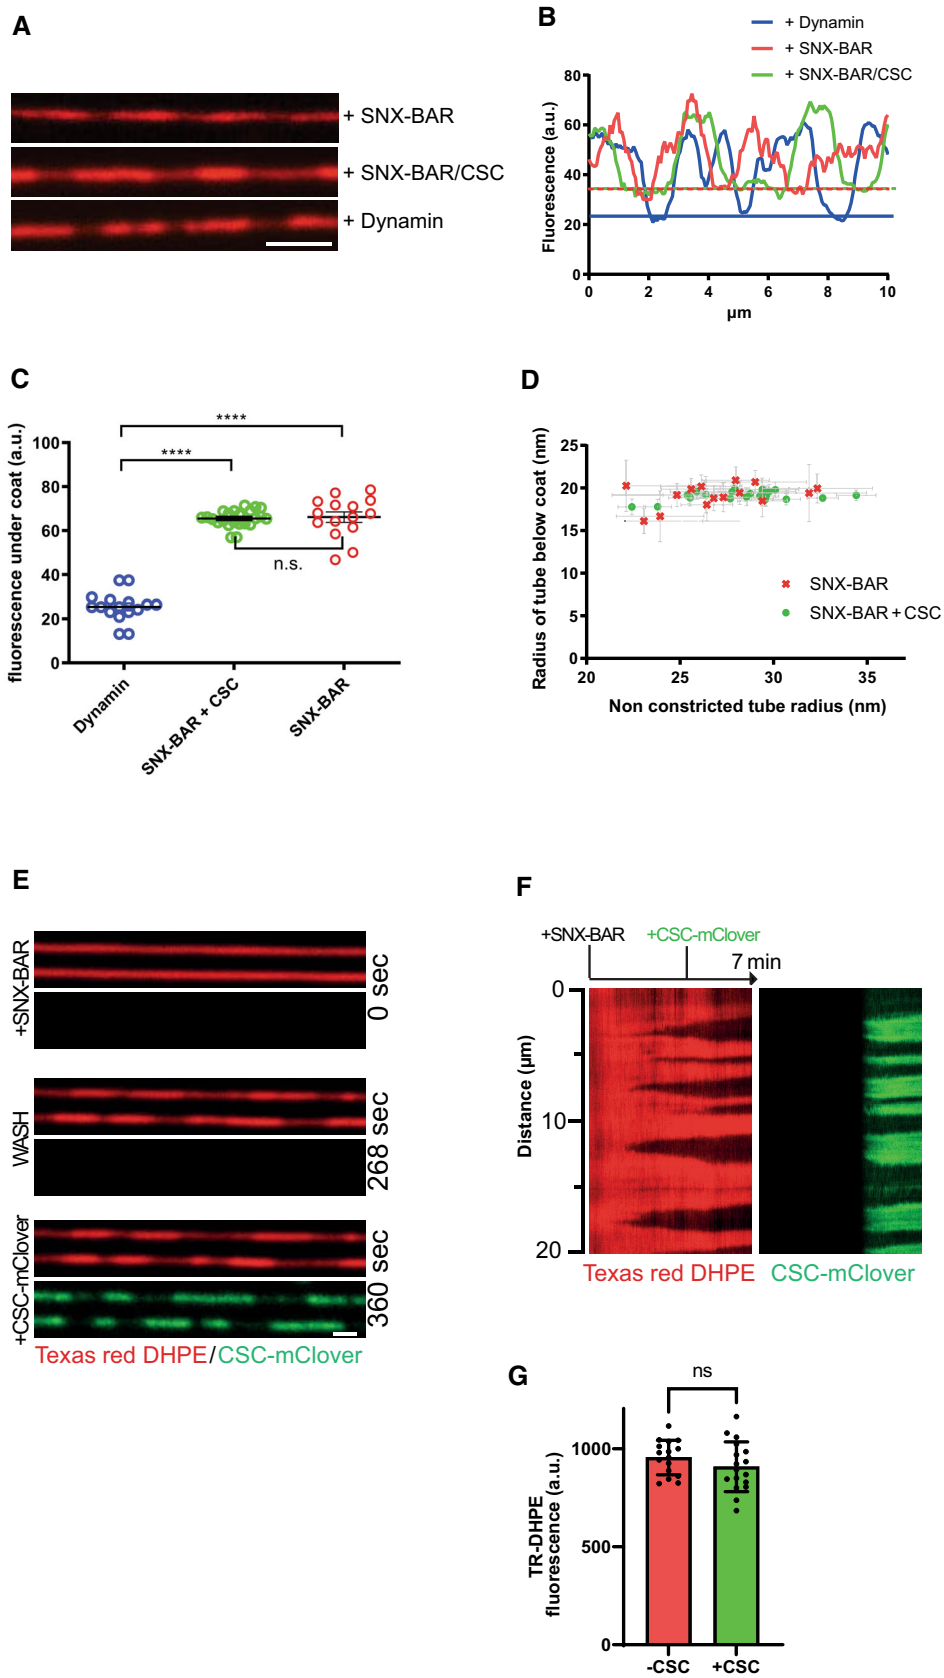 A
+ SNX-BAR
+ SNX-BAR/CSC
+ Dynamin
B
+ Dynamin
+ SNX-BAR
+ SNX-BAR/CSC
Fluorescence (a.u.)
80
60
40
20
0
0 2 4 6 8 10
µm
C
fluorescence under coat (a.u.)
100
80
60
40
20
0
****
****
n.s.
Dynamin
SNX-BAR + CSC
SNX-BAR
D
Radius of tube below coat (nm)
25
20
15
10
5
0
SNX-BAR
SNX-BAR + CSC
20 25 30 35
Non constricted tube radius (nm)
E
+SNX-BAR
0 sec
WASH
268 sec
+CSC-mClover
360 sec
Texas red DHPE/CSC-mClover
F
+SNX-BAR +CSC-mClover
7 min
Distance (µm)
0
10
20
Texas red DHPE CSC-mClover
G
ns
TR-DHPE
fluorescence (a.u.)
1000
500
0
-CSC +CSC